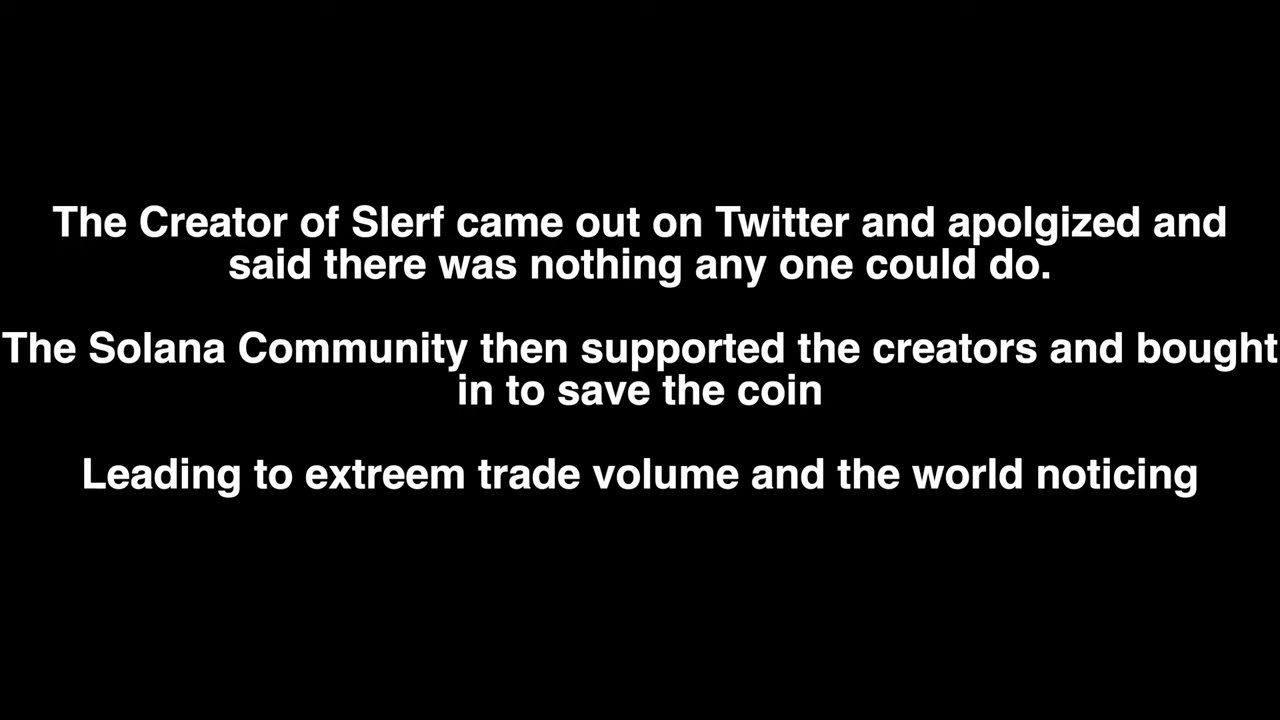 The Creator of Slerf came out on Twitter and apolgized and
said there was nothing any one could do.
The Solana Community then supported the creators and bought
in to save the coin
Leading to extreem trade volume and the world noticing